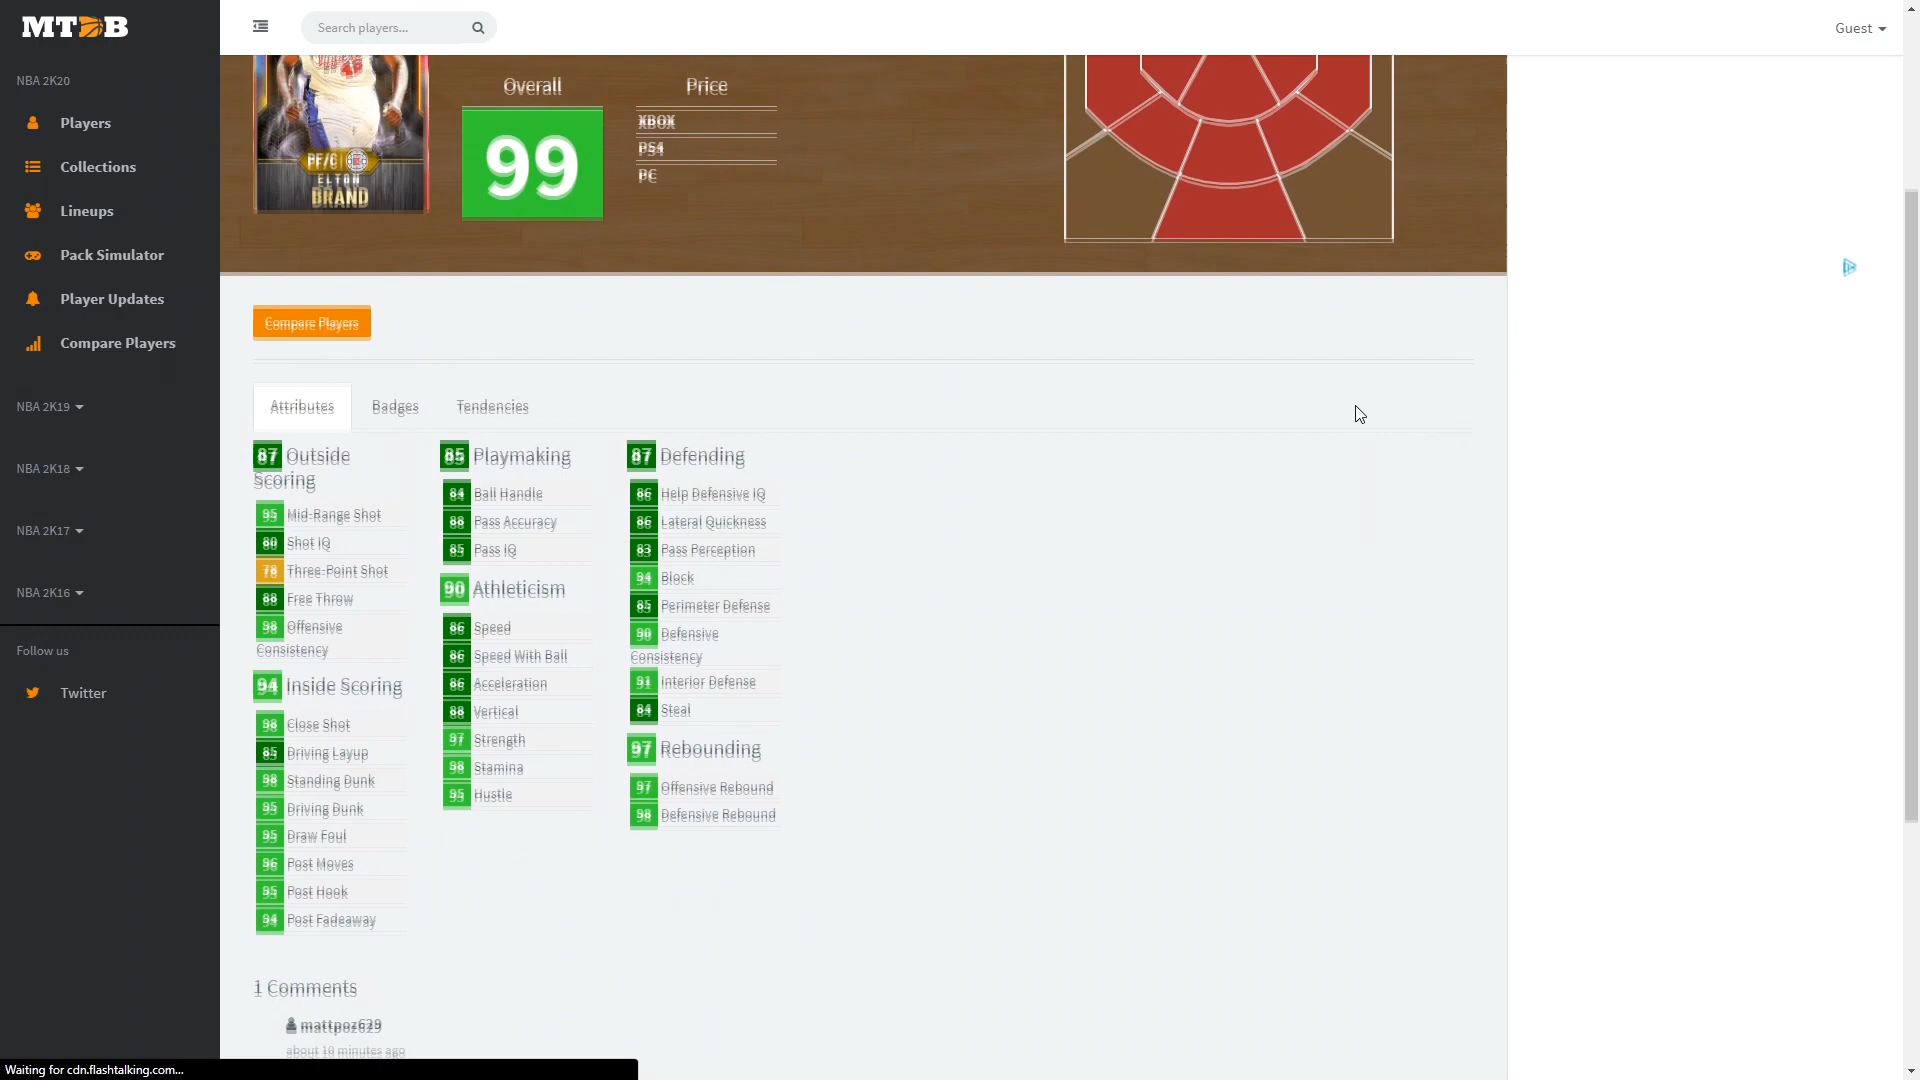 MTDB
Search players...
Guest
NBA 2K20
Players
Collections
Lineups
Pack Simulator
Player Updates
Compare Players
NBA 2K19
NBA 2K18
NBA 2K17
NBA 2K16
Follow us
Twitter
PF/C
ELTON
BRAND
Overall
99
Price
XBOX
PS4
PC
Compare Players
Attributes
Badges
Tendencies
87 Outside
Scoring
95 Mid-Range Shot
80 Shot IQ
78 Three-Point Shot
88 Free Throw
98 Offensive
Consistency
94 Inside Scoring
98 Close Shot
85 Driving Layup
98 Standing Dunk
95 Driving Dunk
95 Draw Foul
96 Post Moves
95 Post Hook
94 Post Fadeaway
85 Playmaking
84 Ball Handle
88 Pass Accuracy
85 Pass IQ
90 Athleticism
86 Speed
86 Speed With Ball
86 Acceleration
88 Vertical
97 Strength
98 Stamina
95 Hustle
87 Defending
86 Help Defensive IQ
86 Lateral Quickness
83 Pass Perception
94 Block
85 Perimeter Defense
90 Defensive
Consistency
91 Interior Defense
84 Steal
97 Rebounding
97 Offensive Rebound
98 Defensive Rebound
1 Comments
mattpoz629
about 10 minutes ago
Waiting for cdn.flashtalking.com...